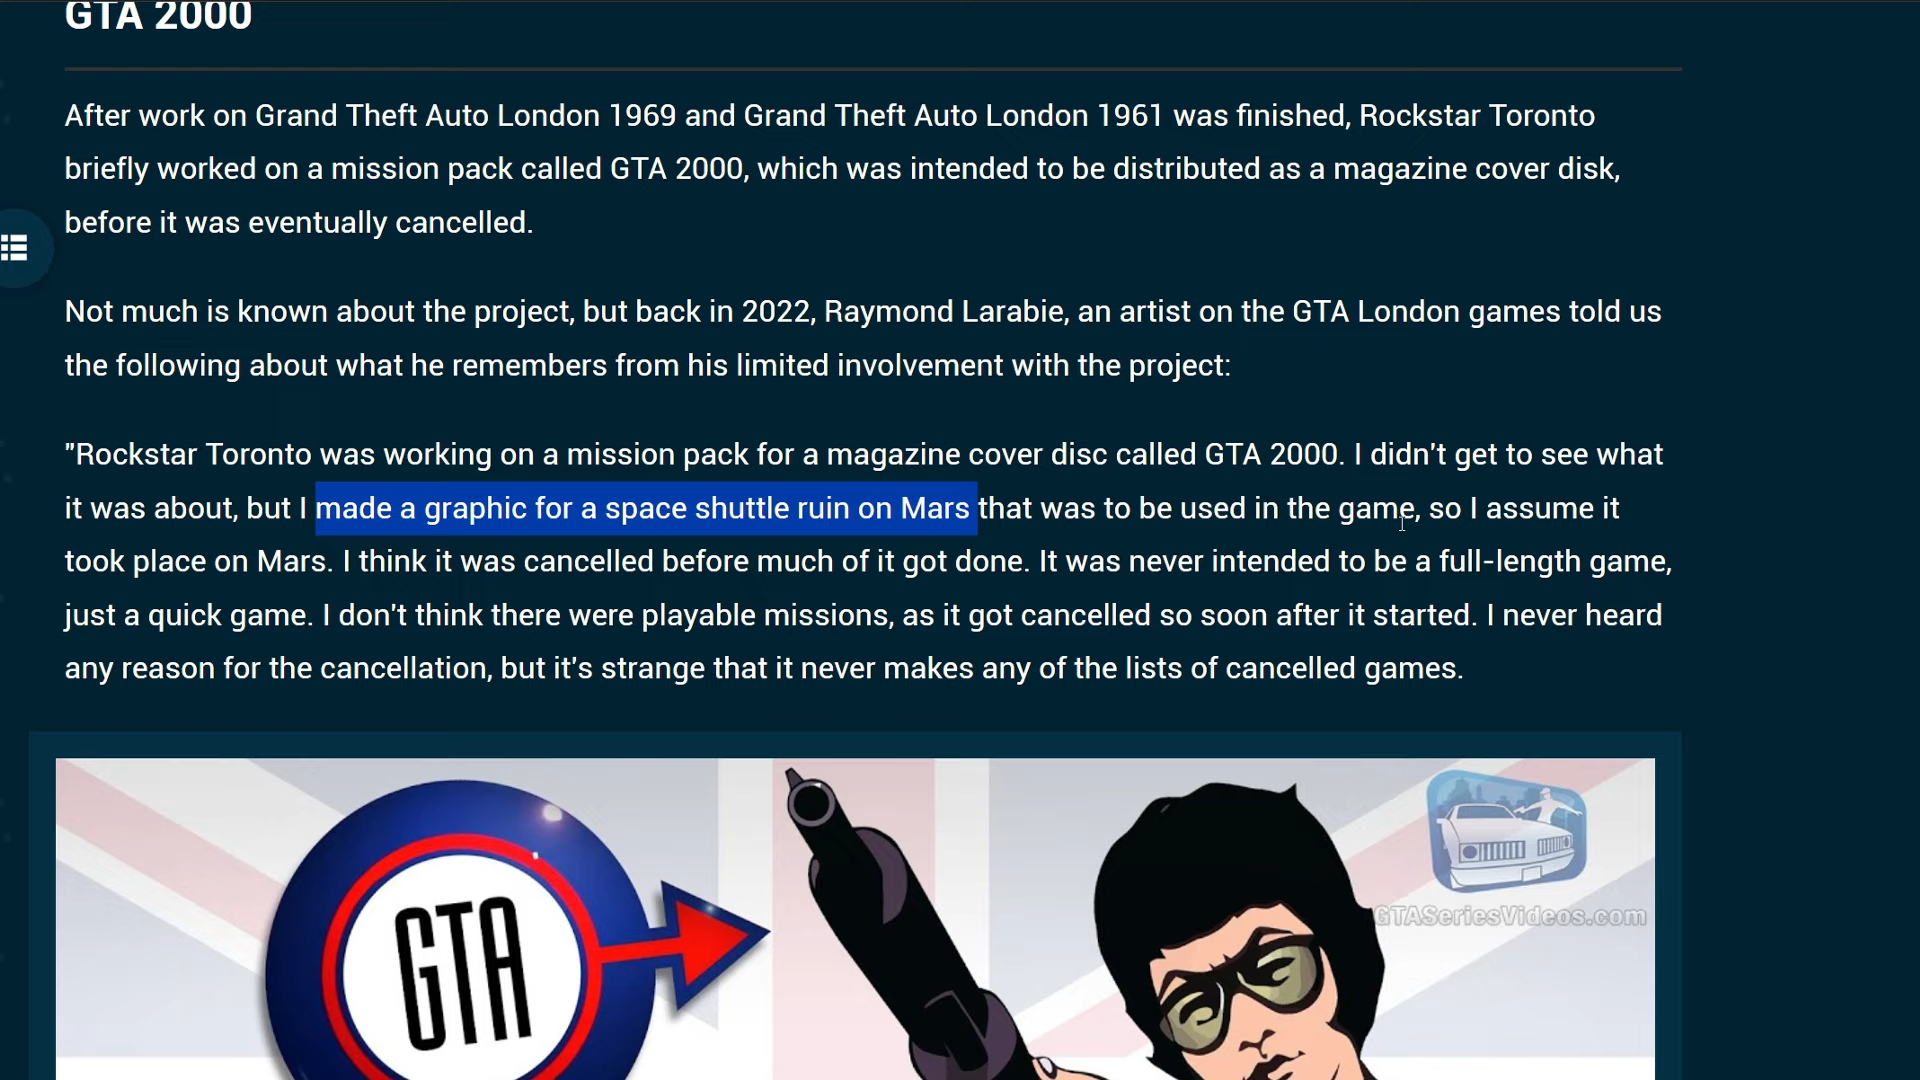 GTA 2000
After work on Grand Theft Auto London 1969 and Grand Theft Auto London 1961 was finished, Rockstar Toronto
briefly worked on a mission pack called GTA 2000, which was intended to be distributed as a magazine cover disk,
before it was eventually cancelled.
Not much is known about the project, but back in 2022, Raymond Larabie, an artist on the GTA London games told us
the following about what he remembers from his limited involvement with the project:
"Rockstar Toronto was working on a mission pack for a magazine cover disc called GTA 2000. I didn't get to see what
it was about, but I made a graphic for a space shuttle ruin on Mars that was to be used in the game, so I assume it
took place on Mars. I think it was cancelled before much of it got done. It was never intended to be a full-length game,
just a quick game. I don't think there were playable missions, as it got cancelled so soon after it started. I never heard
any reason for the cancellation, but it's strange that it never makes any of the lists of cancelled games.
GTASeriesVideos.com
GTA